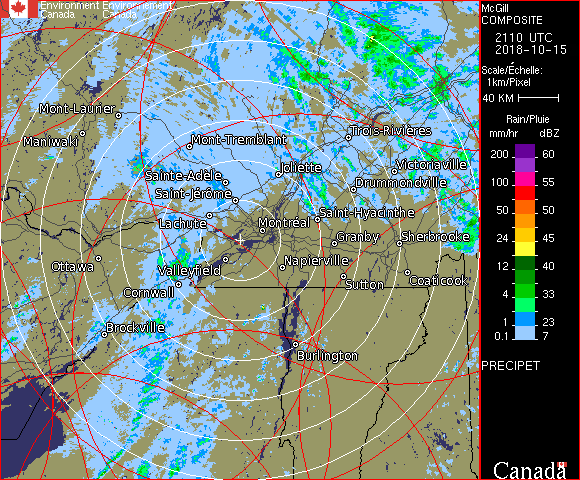 Environment Environnement
Canada Canada
McGill
COMPOSITE
2110 UTC
2018-10-15
Scale/Échelle:
1km/Pixel
40 KM
Rain/Pluie
mm/hr dBZ
200 60
100 55
50 50
24 45
12 40
4 33
1 23
0.1 7
PRECIPET
Canada
Mont-Laurier
Maniwaki
Mont-Tremblant
Trois-Rivières
Joliette
Victoriaville
Sainte-Adèle
Drummondville
Saint-Jérôme
Saint-Hyacinthe
Lachute
Montréal
Granby
Sherbrooke
Ottawa
Valleyfield
Napierville
Cornwall
Sutton
Coaticook
Brockville
Burlington